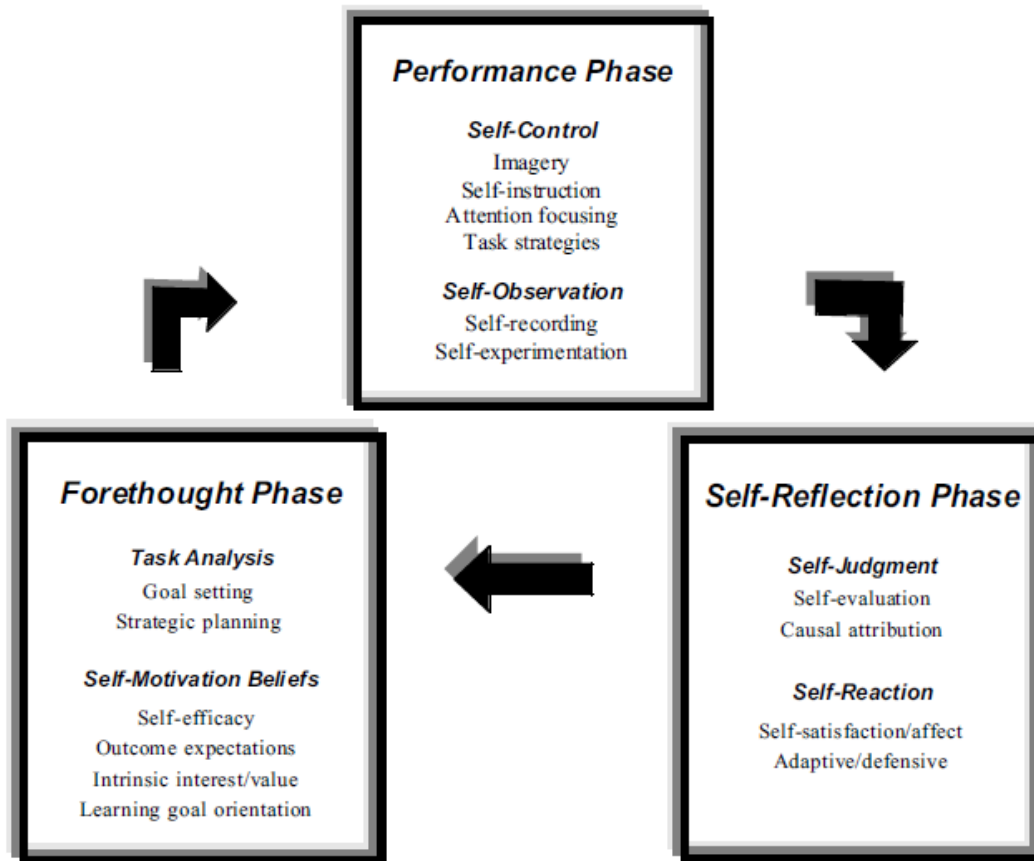 Performance Phase
Self-Control
Imagery
Self-instruction
Attention focusing
Task strategies
Self-Observation
Self-recording
Self-experimentation
Forethought Phase
Task Analysis
Goal setting
Strategic planning
Self-Motivation Beliefs
Self-efficacy
Outcome expectations
Intrinsic interest/value
Learning goal orientation
Self-Reflection Phase
Self-Judgment
Self-evaluation
Causal attribution
Self-Reaction
Self-satisfaction/affect
Adaptive/defensive